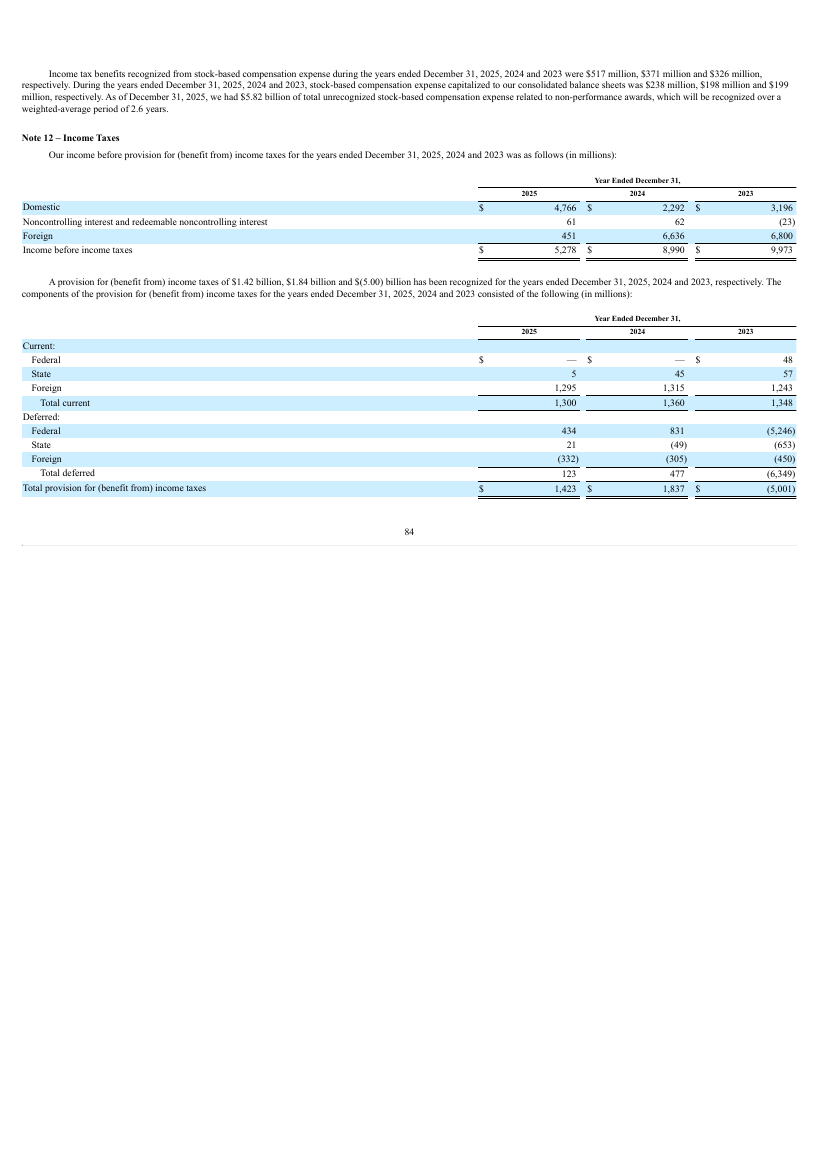 Income tax benefits recognized from stock-based compensation expense during the years ended December 31, 2025, 2024 and 2023 were $517 million, $371 million and $326 million,
respectively. During the years ended December 31, 2025, 2024 and 2023, stock-based compensation expense capitalized to our consolidated balance sheets was $238 million, $198 million and $199
million, respectively. As of December 31, 2025, we had $5.82 billion of total unrecognized stock-based compensation expense related to non-performance awards, which will be recognized over a
weighted-average period of 2.6 years.
Note 12 – Income Taxes
Our income before provision for (benefit from) income taxes for the years ended December 31, 2025, 2024 and 2023 was as follows (in millions):
Year Ended December 31,
2025 2024 2023
Domestic $ 4,766 $ 2,292 $ 3,196
Noncontrolling interest and redeemable noncontrolling interest 61 62 (23)
Foreign 451 6,636 6,800
Income before income taxes $ 5,278 $ 8,990 $ 9,973
A provision for (benefit from) income taxes of $1.42 billion, $1.84 billion and $(5.00) billion has been recognized for the years ended December 31, 2025, 2024 and 2023, respectively. The
components of the provision for (benefit from) income taxes for the years ended December 31, 2025, 2024 and 2023 consisted of the following (in millions):
Year Ended December 31,
2025 2024 2023
Current:
Federal $ — $ — $ 48
State 5 45 57
Foreign 1,295 1,315 1,243
Total current 1,300 1,360 1,348
Deferred:
Federal 434 831 (5,246)
State 21 (49) (653)
Foreign (332) (305) (450)
Total deferred 123 477 (6,349)
Total provision for (benefit from) income taxes $ 1,423 $ 1,837 $ (5,001)
84